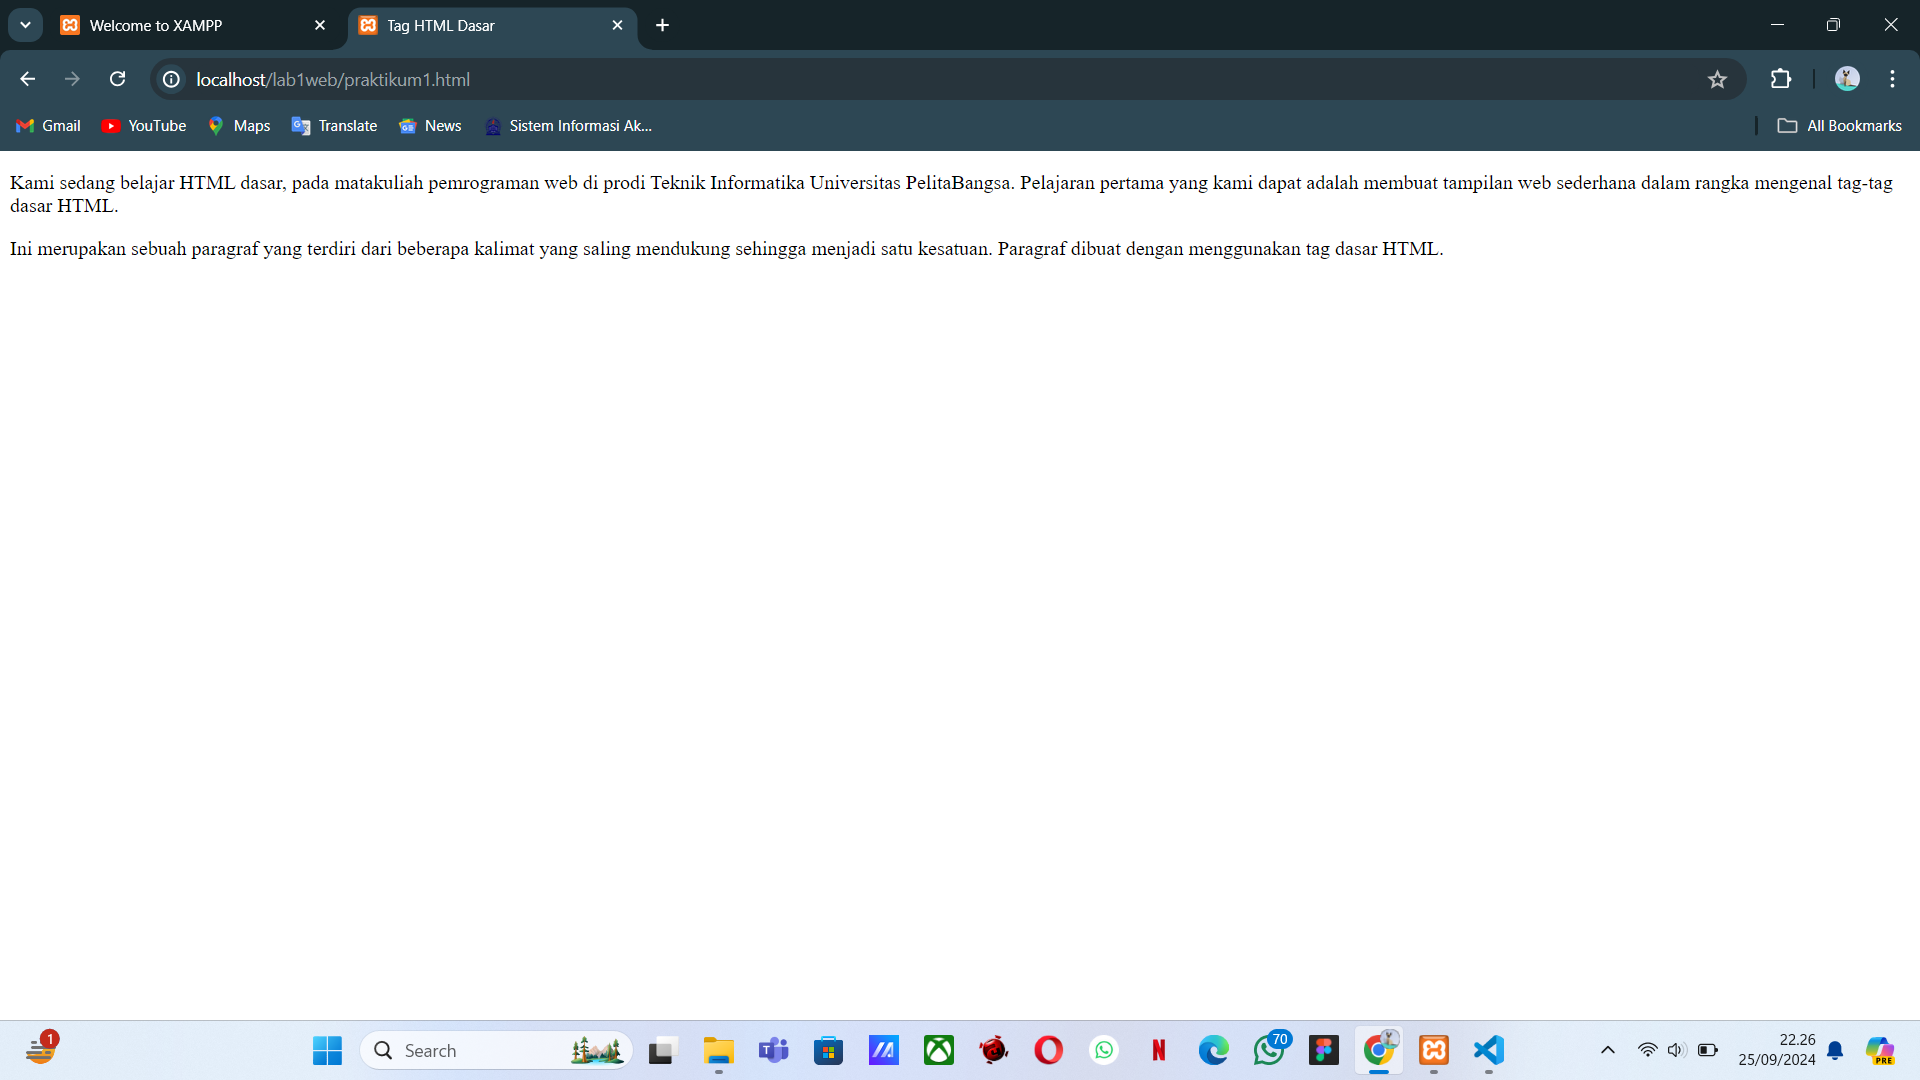 Welcome to XAMPP
Tag HTML Dasar
localhost/lab1web/praktikum1.html
Gmail
YouTube
Maps
Translate
News
Sistem Informasi Ak...
All Bookmarks
Kami sedang belajar HTML dasar, pada matakuliah pemrograman web di prodi Teknik Informatika Universitas PelitaBangsa. Pelajaran pertama yang kami dapat adalah membuat tampilan web sederhana dalam rangka mengenal tag-tag
dasar HTML.
Ini merupakan sebuah paragraf yang terdiri dari beberapa kalimat yang saling mendukung sehingga menjadi satu kesatuan. Paragraf dibuat dengan menggunakan tag dasar HTML.
1
Search
70
22.26
25/09/2024
PRE